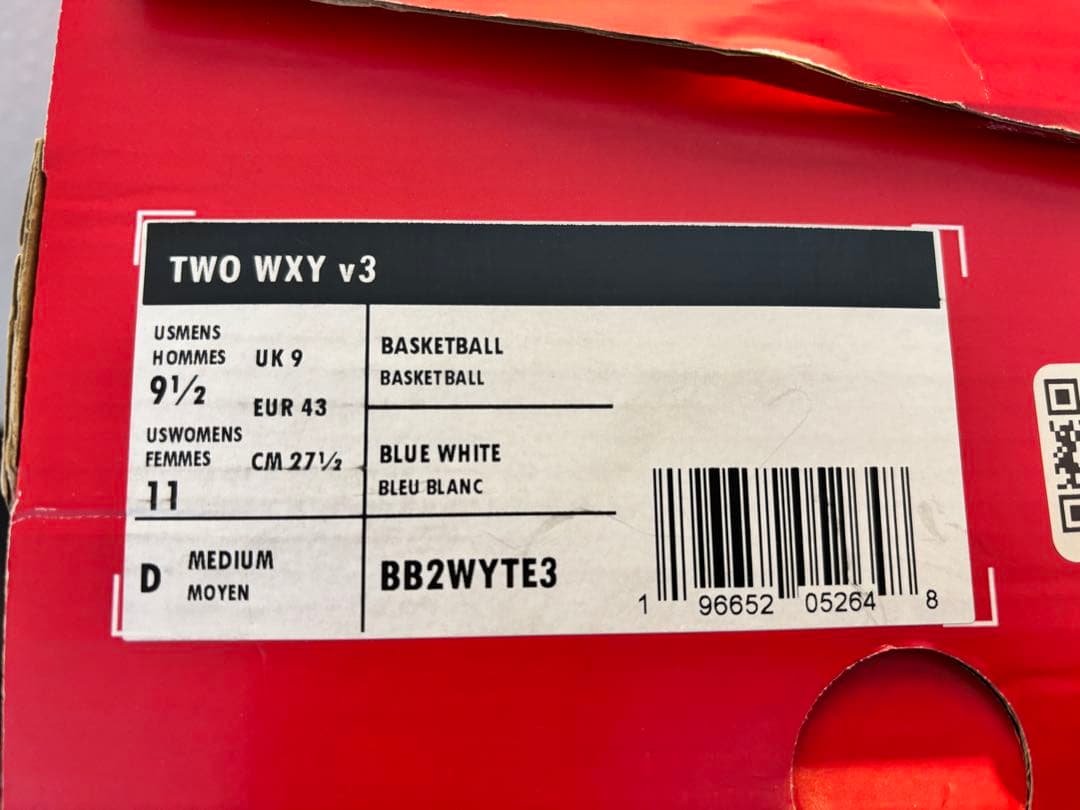 TWO WXY v3
USMENS
HOMMES
9½
UK 9
EUR 43
USWOMENS
FEMMES
11
CM 27½
D
MEDIUM
MOYEN
BASKETBALL
BASKETBALL
BLUE WHITE
BLEU BLANC
BB2WYTE3
1 96652 05264 8